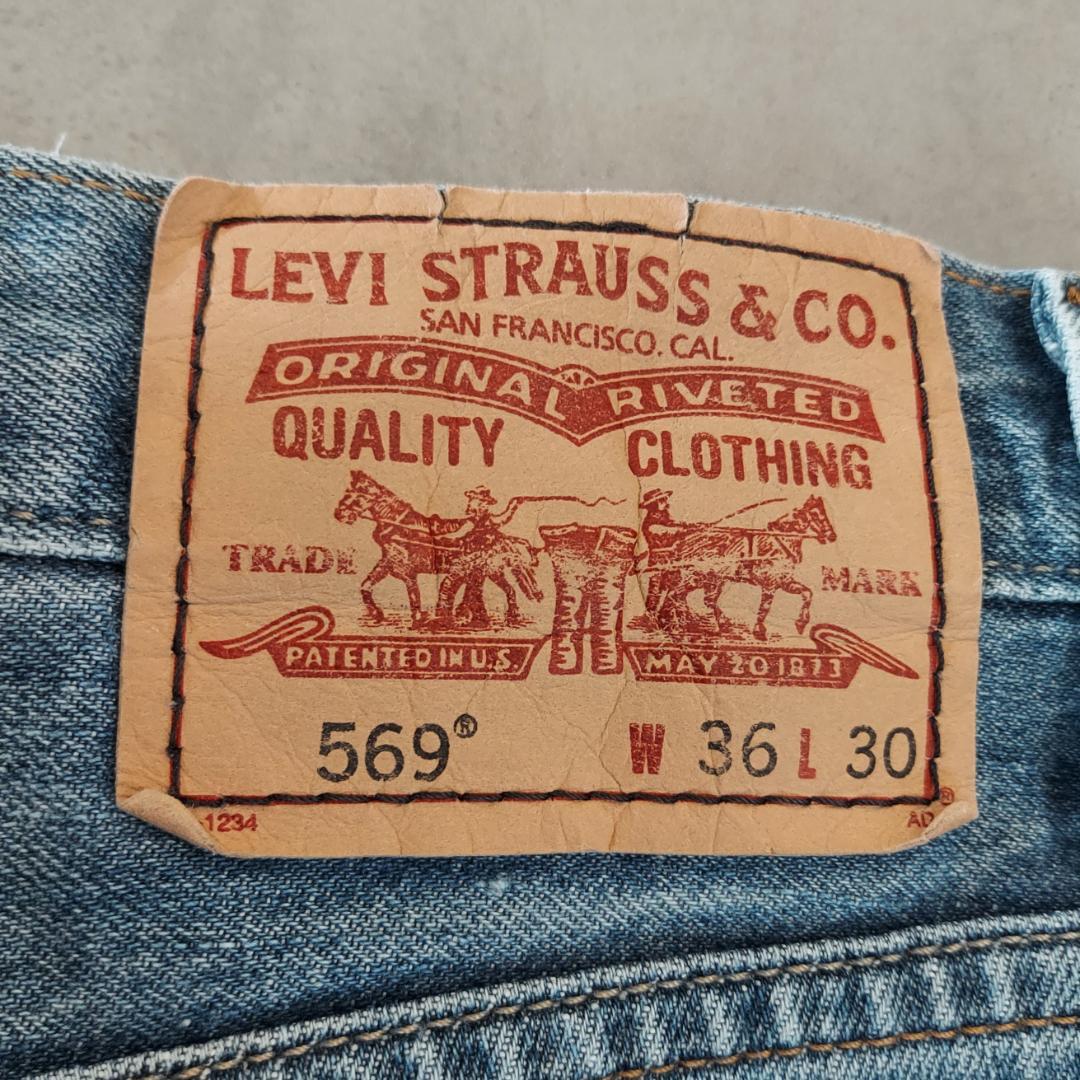 LEVI STRAUSS & CO.
SAN FRANCISCO. CAL.
ORIGINAL RIVETED
QUALITY CLOTHING
TRADE MARK
PATENTED IN U.S. MAY 20 1873
569® W 36 L 30
®
1234